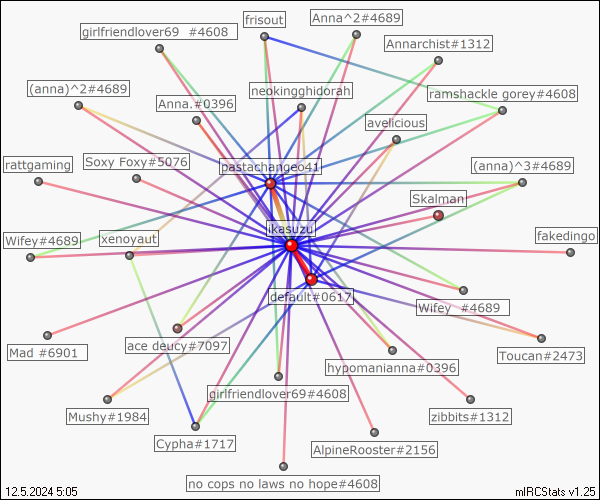 girlfriendlover69 #4608
frisout
Anna^2#4689
Annarchist#1312
(anna)^2#4689
Anna.#0396
neokingghidorah
ramshackle gorey#4608
avelicious
rattgaming
Soxy Foxy#5076
pastachangeo41
(anna)^3#4689
Skalman
Wifey#4689
xenoyaut
ikasuzu
fakedingo
default#0617
Wifey #4689
Mad #6901
ace deucy#7097
hypomanianna#0396
Toucan#2473
Mushy#1984
girlfriendlover69#4608
zibbits#1312
Cypha#1717
AlpineRooster#2156
no cops no laws no hope#4608
12.5.2024 5:05
mIRCStats v1.25